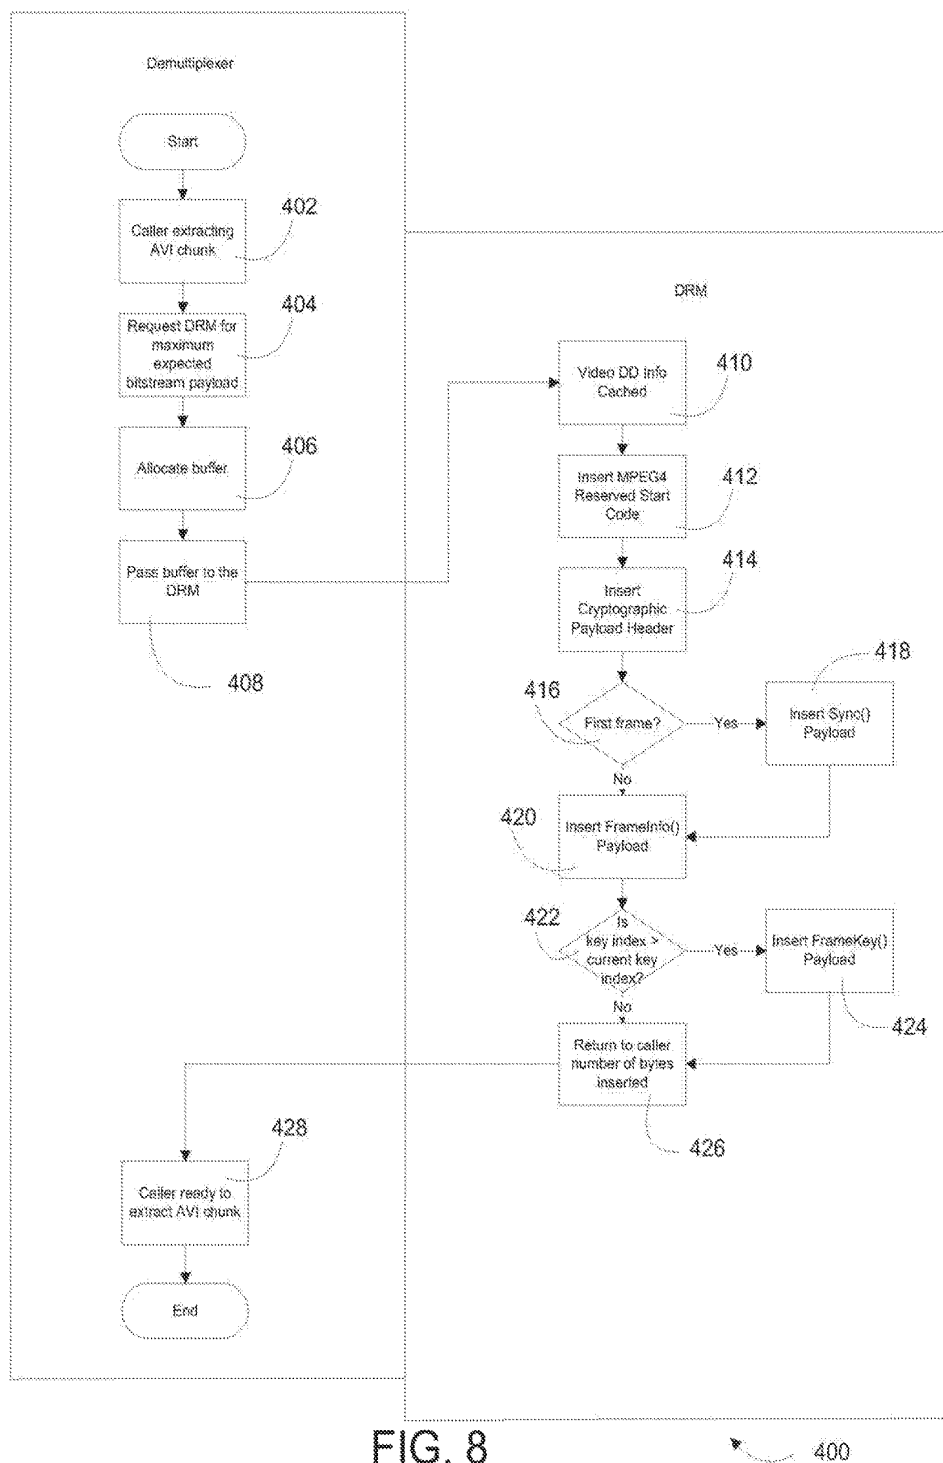 Demultiplexer
Start
402
Caller extracting
AVI chunk
404
Request DRM for
maximum
expected
bitstream payload
406
Allocate buffer
Pass buffer to the
DRM
408
DRM
Video DD Info
Cached
410
Insert MPEG4
Reserved Start
Code
412
Insert
Cryptographic
Payload Header
414
416
First frame?
Yes
No
418
Insert Sync()
Payload
420
Insert FrameInfo()
Payload
422
Is
key index >
current key
index?
Yes
No
Insert FrameKey()
Payload
424
Return to caller
number of bytes
inserted
426
428
Caller ready to
extract AVI chunk
End
FIG. 8
400